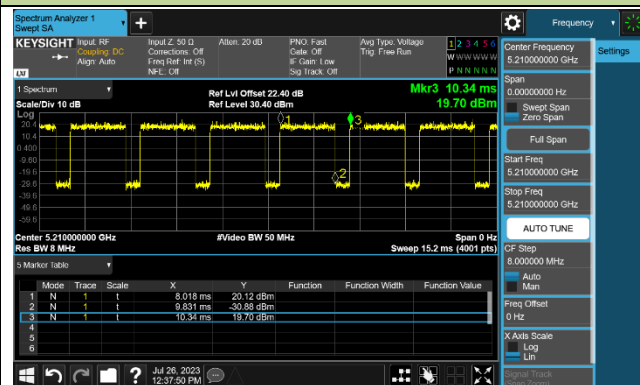 Spectrum Analyzer 1
Swept SA
Frequency
KEYSIGHT
Input: RF
Coupling: DC
Align: Auto
Input Z: 50 Ω
Corrections: Off
Freq Ref: Int (S)
NFE: Off
Atten: 20 dB
PNO: Fast
Gate: Off
IF Gain: Low
Sig Track: Off
Avg Type: Voltage
Trig: Free Run
1 2 3 4 5 6
W W W W W W
P N N N N N
LXI
Center Frequency
5.210000000 GHz
Settings
Span
0.00000000 Hz
Swept Span
Zero Span
Full Span
Start Freq
5.210000000 GHz
Stop Freq
5.210000000 GHz
AUTO TUNE
CF Step
8.000000 MHz
Auto
Man
Freq Offset
0 Hz
X Axis Scale
Log
Lin
Signal Track
(Span Zoom)
1 Spectrum
Scale/Div 10 dB
Ref Lvl Offset 22.40 dB
Ref Level 30.40 dBm
Mkr3 10.34 ms
19.70 dBm
Log
20.4
10.4
0.400
-9.60
-19.6
-29.6
-39.6
-49.6
-59.6
1
2
3
Center 5.210000000 GHz
Res BW 8 MHz
#Video BW 50 MHz
Span 0 Hz
Sweep 15.2 ms (4001 pts)
5 Marker Table
Mode Trace Scale X Y Function Function Width Function Value
1 N 1 t 8.018 ms 20.12 dBm
2 N 1 t 9.831 ms -30.88 dBm
3 N 1 t 10.34 ms 19.70 dBm
4
5
6
?
Jul 26, 2023
12:37:50 PM